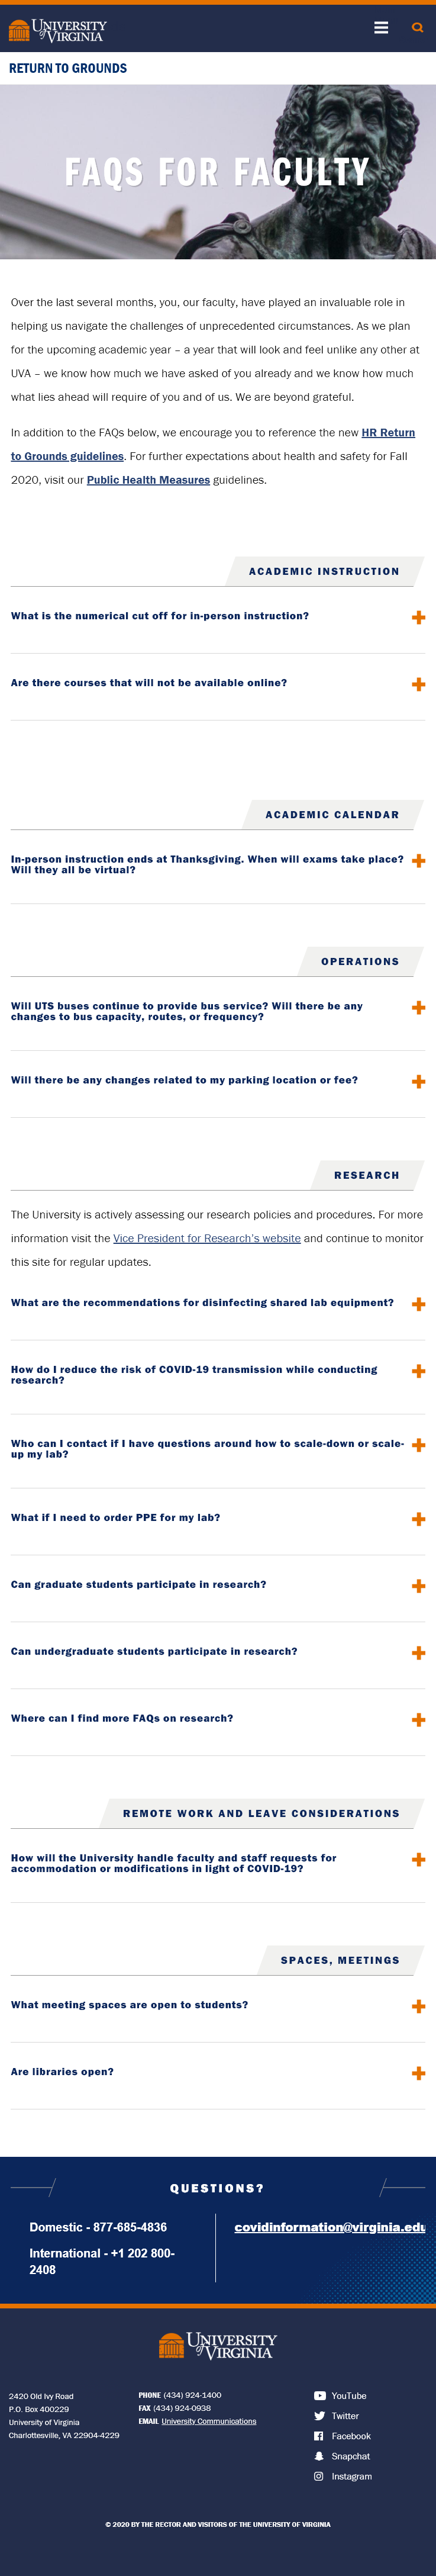 UNIVERSITY
of VIRGINIA
RETURN TO GROUNDS
FAQS FOR FACULTY
Over the last several months, you, our faculty, have played an invaluable role in
helping us navigate the challenges of unprecedented circumstances. As we plan
for the upcoming academic year – a year that will look and feel unlike any other at
UVA – we know how much we have asked of you already and we know how much
what lies ahead will require of you and of us. We are beyond grateful.
In addition to the FAQs below, we encourage you to reference the new HR Return
to Grounds guidelines. For further expectations about health and safety for Fall
2020, visit our Public Health Measures guidelines.
ACADEMIC INSTRUCTION
What is the numerical cut off for in-person instruction?
Are there courses that will not be available online?
ACADEMIC CALENDAR
In-person instruction ends at Thanksgiving. When will exams take place?
Will they all be virtual?
OPERATIONS
Will UTS buses continue to provide bus service? Will there be any
changes to bus capacity, routes, or frequency?
Will there be any changes related to my parking location or fee?
RESEARCH
The University is actively assessing our research policies and procedures. For more
information visit the Vice President for Research's website and continue to monitor
this site for regular updates.
What are the recommendations for disinfecting shared lab equipment?
How do I reduce the risk of COVID-19 transmission while conducting
research?
Who can I contact if I have questions around how to scale-down or scale-
up my lab?
What if I need to order PPE for my lab?
Can graduate students participate in research?
Can undergraduate students participate in research?
Where can I find more FAQs on research?
REMOTE WORK AND LEAVE CONSIDERATIONS
How will the University handle faculty and staff requests for
accommodation or modifications in light of COVID-19?
SPACES, MEETINGS
What meeting spaces are open to students?
Are libraries open?
QUESTIONS?
Domestic - 877-685-4836
International - +1 202 800-
2408
covidinformation@virginia.edu
UNIVERSITY
of VIRGINIA
2420 Old Ivy Road
P.O. Box 400229
University of Virginia
Charlottesville, VA 22904-4229
PHONE (434) 924-1400
FAX (434) 924-0938
EMAIL University Communications
YouTube
Twitter
Facebook
Snapchat
Instagram
© 2020 BY THE RECTOR AND VISITORS OF THE UNIVERSITY OF VIRGINIA